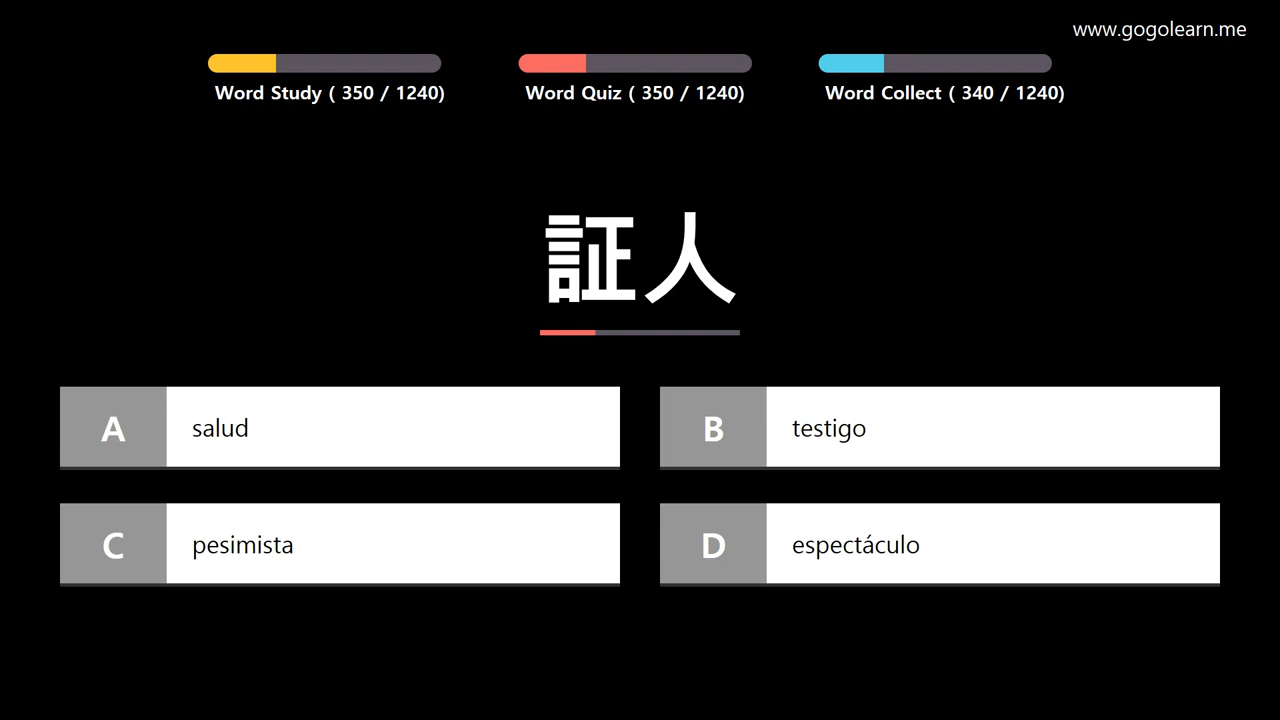 www.gogolearn.me
Word Study ( 350 / 1240)
Word Quiz ( 350 / 1240)
Word Collect ( 340 / 1240)
証人
A salud
B testigo
C pesimista
D espectáculo